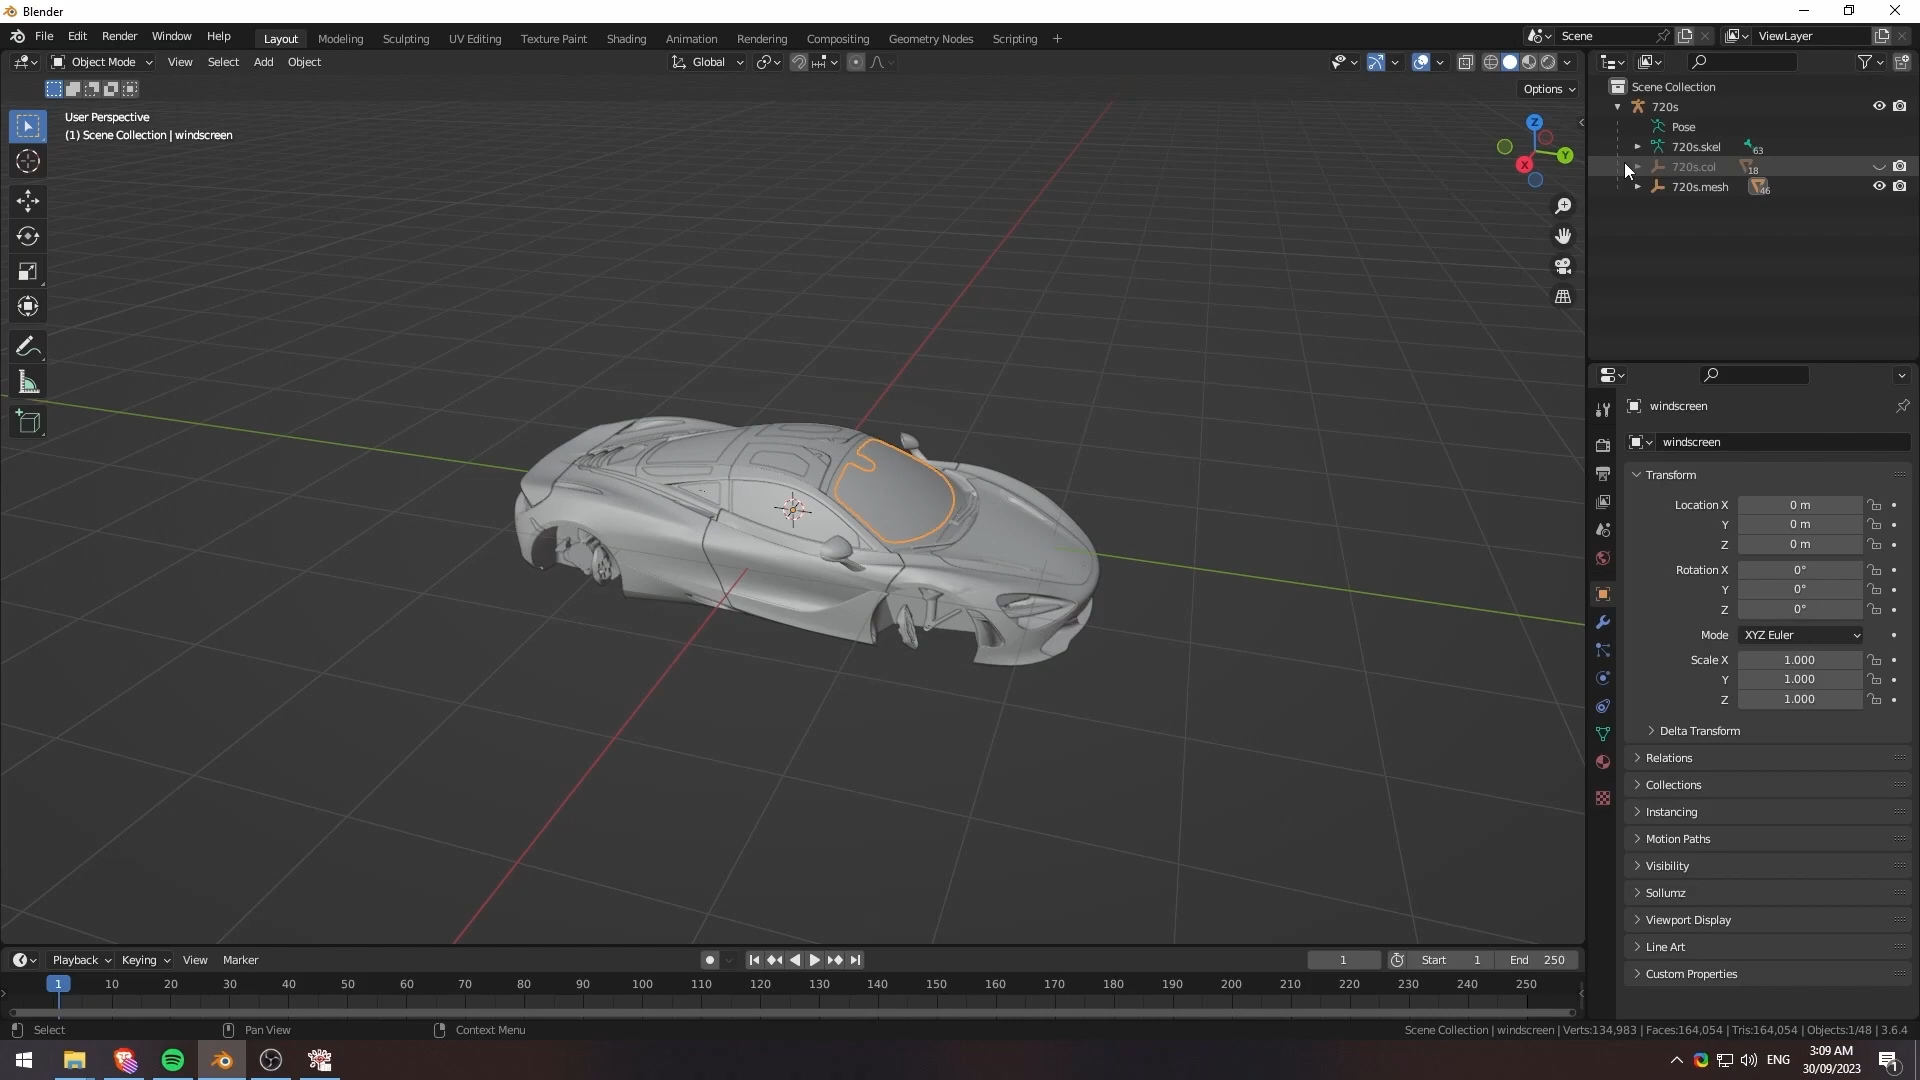 Blender
File Edit Render Window Help
Layout Modeling Sculpting UV Editing Texture Paint Shading Animation Rendering Compositing Geometry Nodes Scripting +
Scene
ViewLayer
Object Mode View Select Add Object
Global
Options
User Perspective
(1) Scene Collection | windscreen
Z
Y
X
Scene Collection
720s
Pose
720s.skel 63
720s.col 18
720s.mesh 46
windscreen
windscreen
Transform
Location X 0 m
Y 0 m
Z 0 m
Rotation X 0°
Y 0°
Z 0°
Mode XYZ Euler
Scale X 1.000
Y 1.000
Z 1.000
Delta Transform
Relations
Collections
Instancing
Motion Paths
Visibility
Sollumz
Viewport Display
Line Art
Custom Properties
Playback Keying View Marker
1 Start 1 End 250
1 10 20 30 40 50 60 70 80 90 100 110 120 130 140 150 160 170 180 190 200 210 220 230 240 250
Select Pan View Context Menu
Scene Collection | windscreen | Verts:134,983 | Faces:164,054 | Tris:164,054 | Objects:1/48 | 3.6.4
ENG
3:09 AM
30/09/2023
1